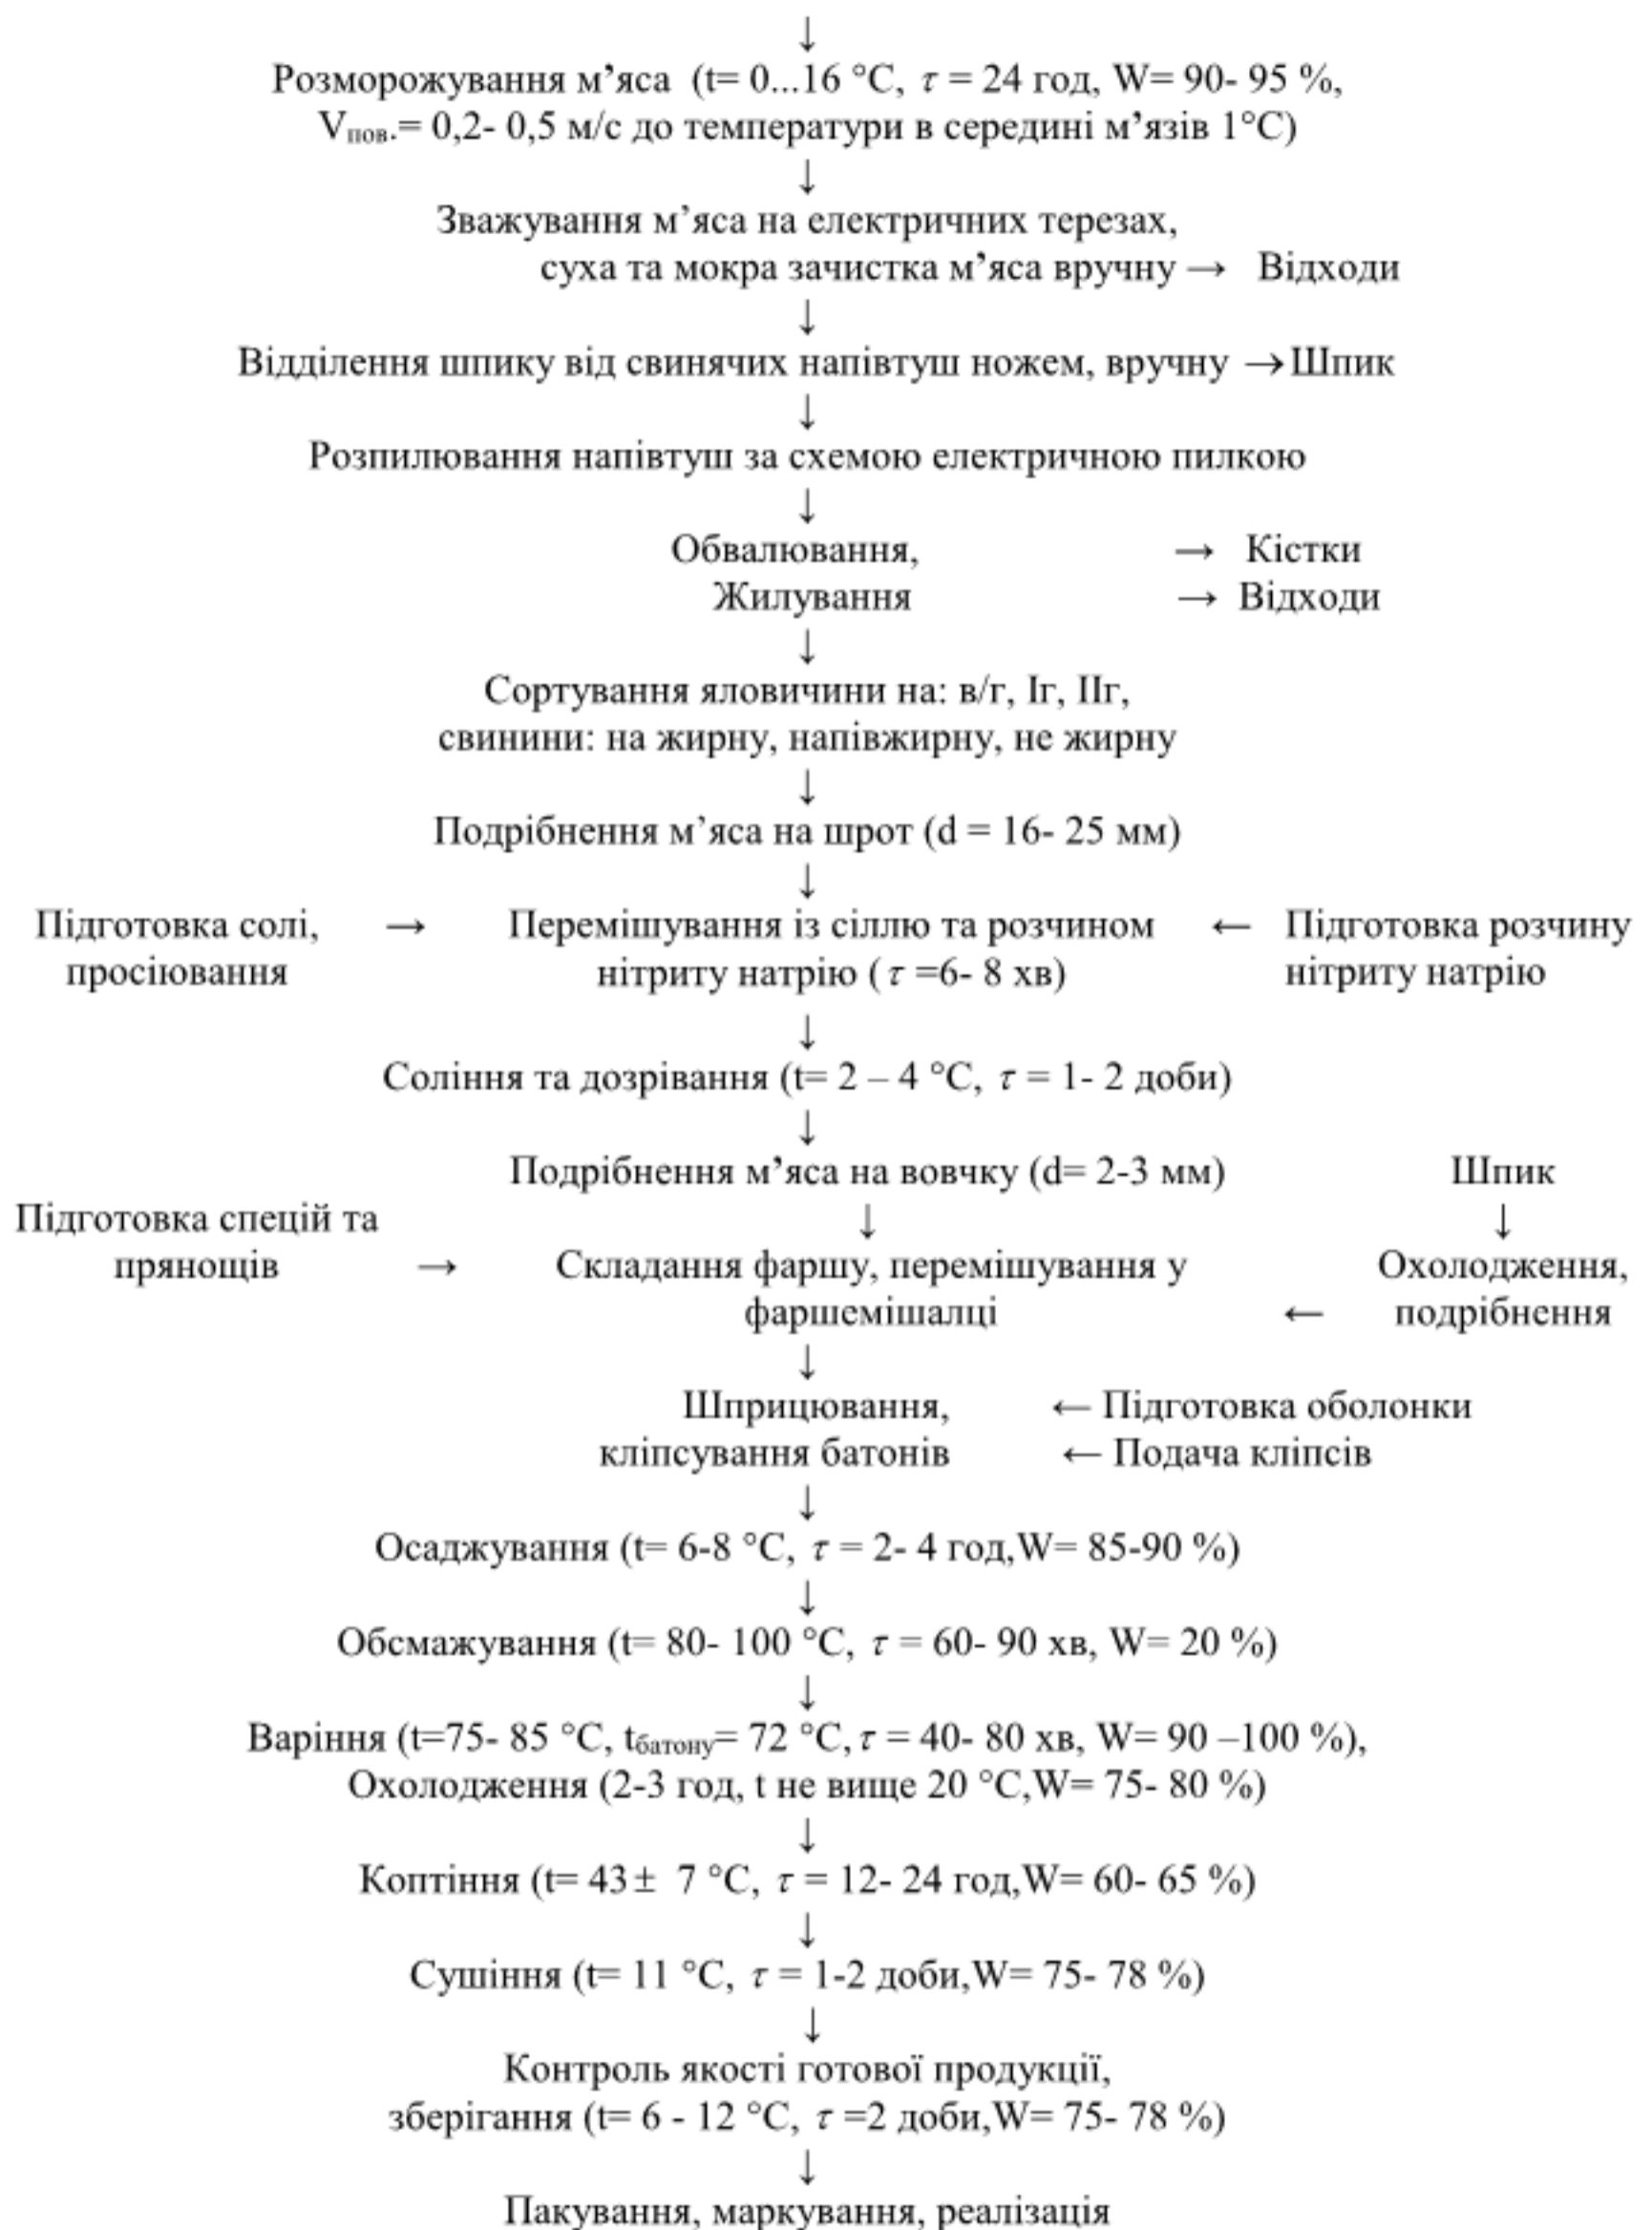 ↓
Розморожування м’яса (t= 0...16 °C, τ = 24 год, W= 90- 95 %,
Vпов.= 0,2- 0,5 м/с до температури в середині м’язів 1°C)
↓
Зважування м’яса на електричних терезах,
суха та мокра зачистка м’яса вручну → Відходи
↓
Відділення шпику від свинячих напівтуш ножем, вручну → Шпик
↓
Розпилювання напівтуш за схемою електричною пилкою
↓
Обвалювання, → Кістки
Жилування → Відходи
↓
Сортування яловичини на: в/г, Іг, ІІг,
свинини: на жирну, напівжирну, не жирну
↓
Подрібнення м’яса на шрот (d = 16- 25 мм)
↓
Підготовка солі, → Перемішування із сіллю та розчином ← Підготовка розчину
просіювання нітриту натрію ( τ =6- 8 хв) нітриту натрію
↓
Соління та дозрівання (t= 2 – 4 °C, τ = 1- 2 доби)
↓
Подрібнення м’яса на вовчку (d= 2-3 мм) Шпик
Підготовка спецій та ↓ ↓
прянощів → Складання фаршу, перемішування у Охолодження,
фаршемішалці ← подрібнення
↓
Шприцювання, ← Підготовка оболонки
кліпсування батонів ← Подача кліпсів
↓
Осаджування (t= 6-8 °C, τ = 2- 4 год,W= 85-90 %)
↓
Обсмажування (t= 80- 100 °C, τ = 60- 90 хв, W= 20 %)
↓
Варіння (t=75- 85 °C, tбатону= 72 °C, τ = 40- 80 хв, W= 90 –100 %),
Охолодження (2-3 год, t не вище 20 °C,W= 75- 80 %)
↓
Коптіння (t= 43± 7 °C, τ = 12- 24 год,W= 60- 65 %)
↓
Сушіння (t= 11 °C, τ = 1-2 доби,W= 75- 78 %)
↓
Контроль якості готової продукції,
зберігання (t= 6 - 12 °C, τ =2 доби,W= 75- 78 %)
↓
Пакування, маркування, реалізація